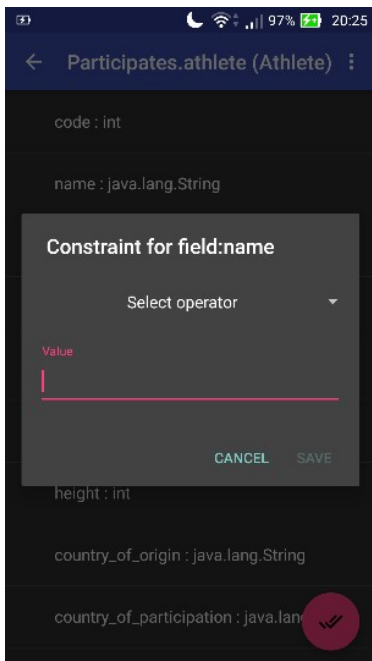 97% 20:25
Participates.athlete (Athlete)
code : int
name : java.lang.String
Constraint for field:name
Select operator
Value
CANCEL SAVE
height : int
country_of_origin : java.lang.String
country_of_participation : java.lan